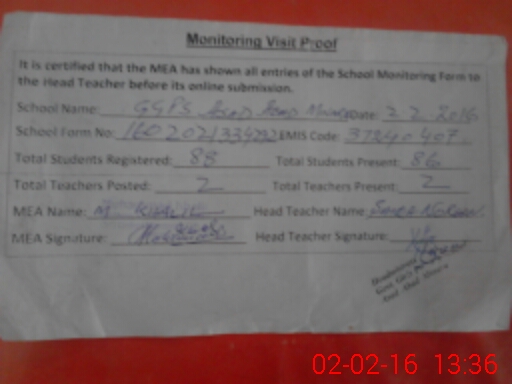 Monitoring Visit Proof
It is certified that the MEA has shown all entries of the School Monitoring Form to
the Head Teacher before its online submission.
School Name: GGPS Date: 2.2.2016
School Form No: EMIS Code: 37240407
Total Students Registered: 88 Total Students Present: 86
Total Teachers Posted: 2 Total Teachers Present: 2
MEA Name: M. Khalil Head Teacher Name:
MEA Signature: Head Teacher Signature:
02-02-16 13:36